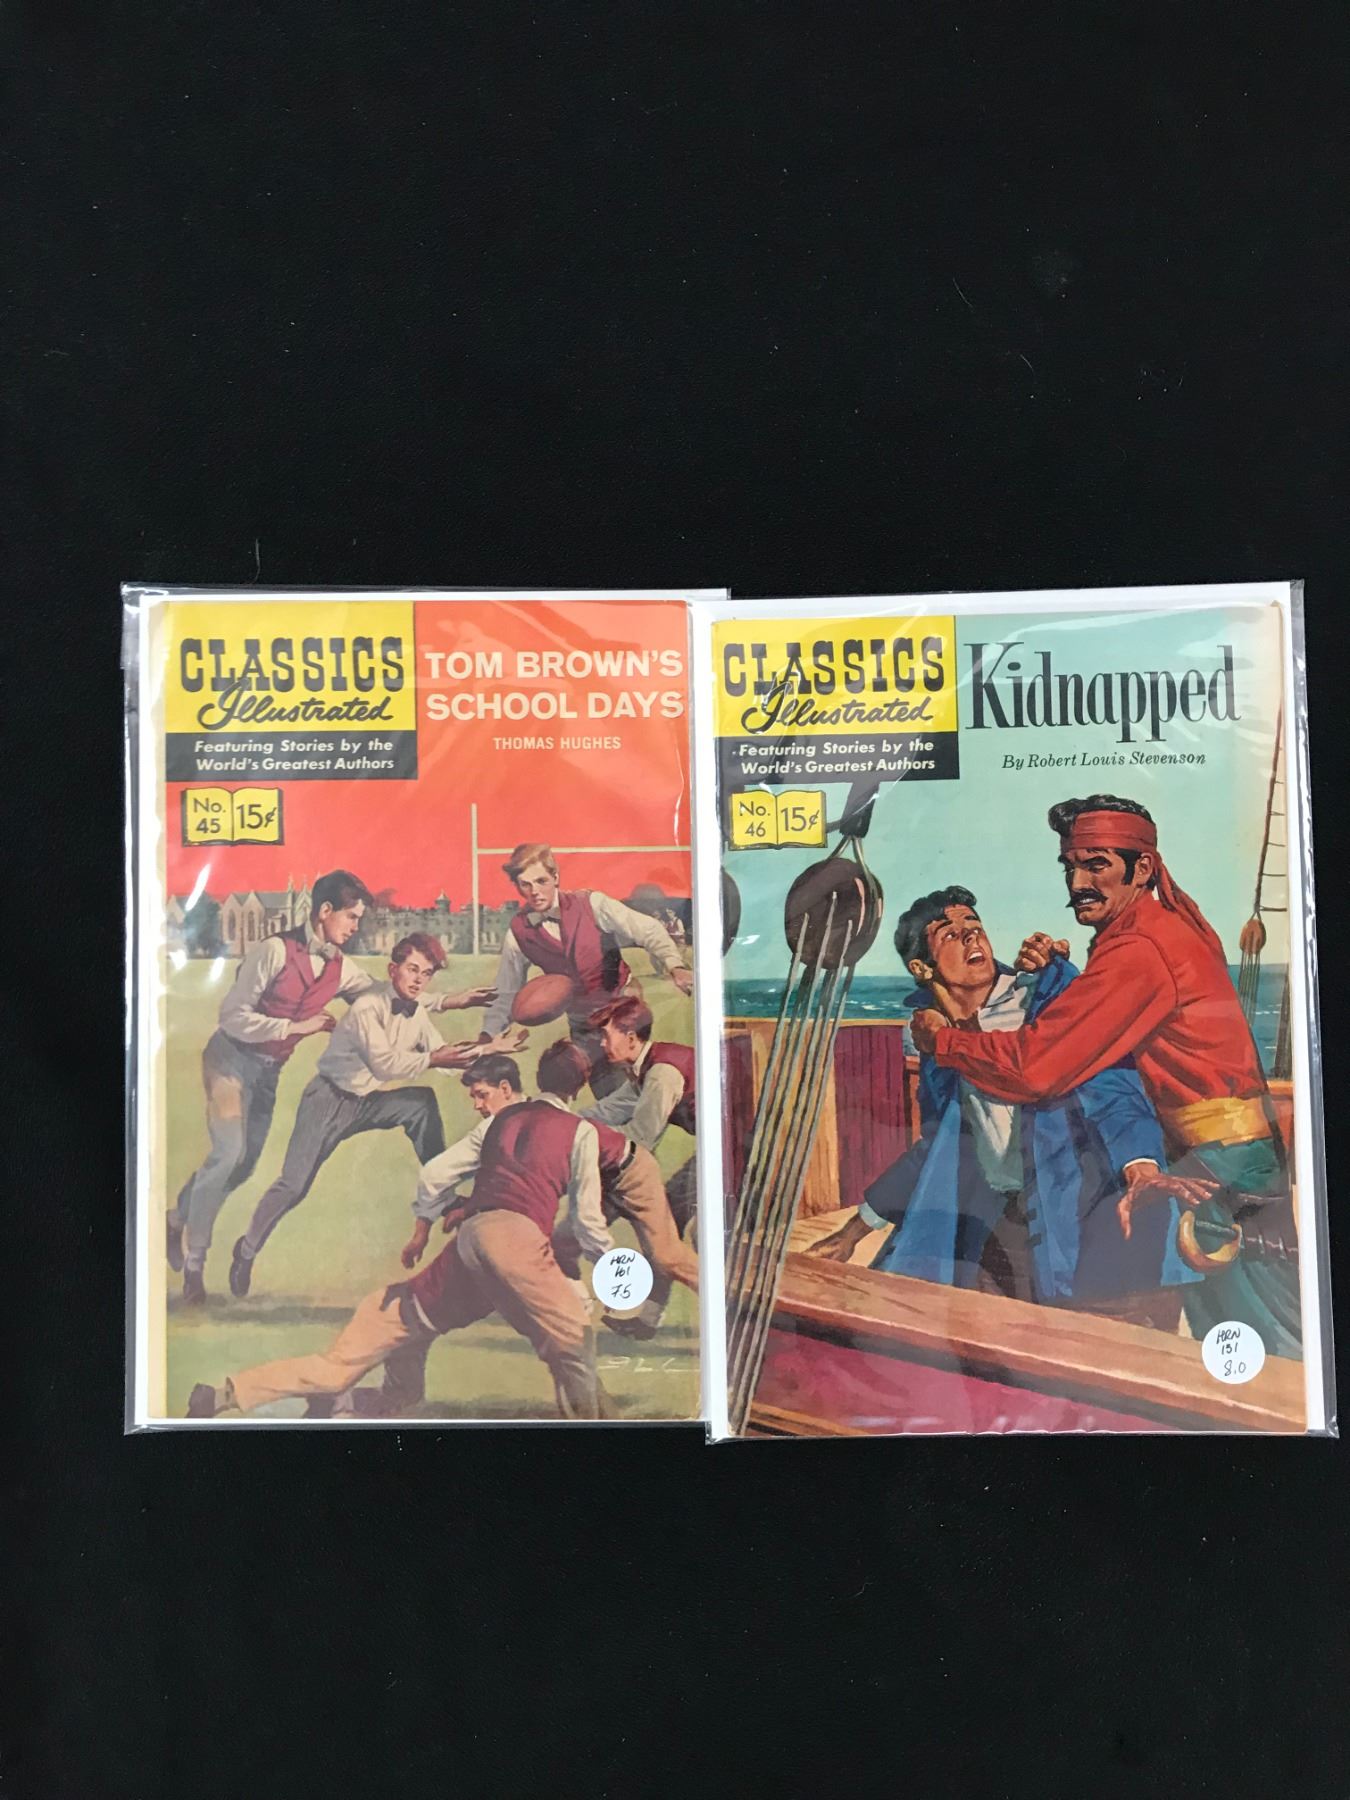 CLASSICS
Illustrated
Featuring Stories by the
World's Greatest Authors
No.
45
15¢
TOM BROWN'S
SCHOOL DAYS
THOMAS HUGHES
HRN
161
7.5
CLASSICS
Illustrated
Featuring Stories by the
World's Greatest Authors
No.
46
15¢
Kidnapped
By Robert Louis Stevenson
HRN
131
8.0